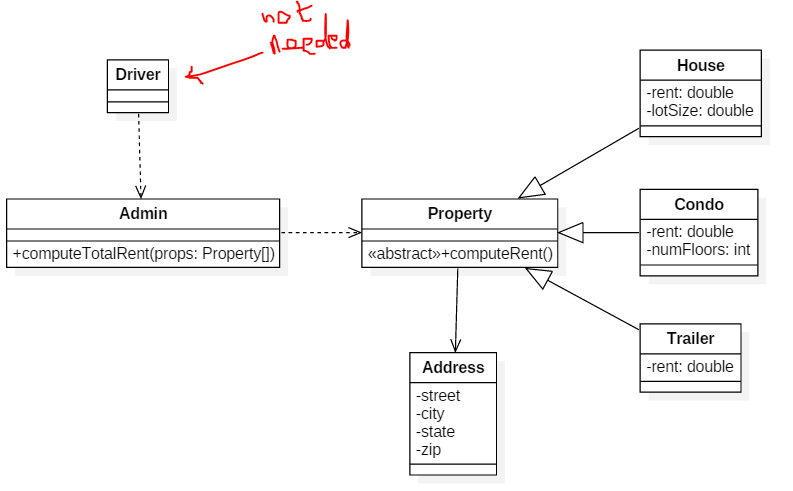 not
needed
Driver
House
-rent: double
-lotSize: double
Admin
+computeTotalRent(props: Property[])
Property
«abstract»+computeRent()
Condo
-rent: double
-numFloors: int
Trailer
-rent: double
Address
-street
-city
-state
-zip